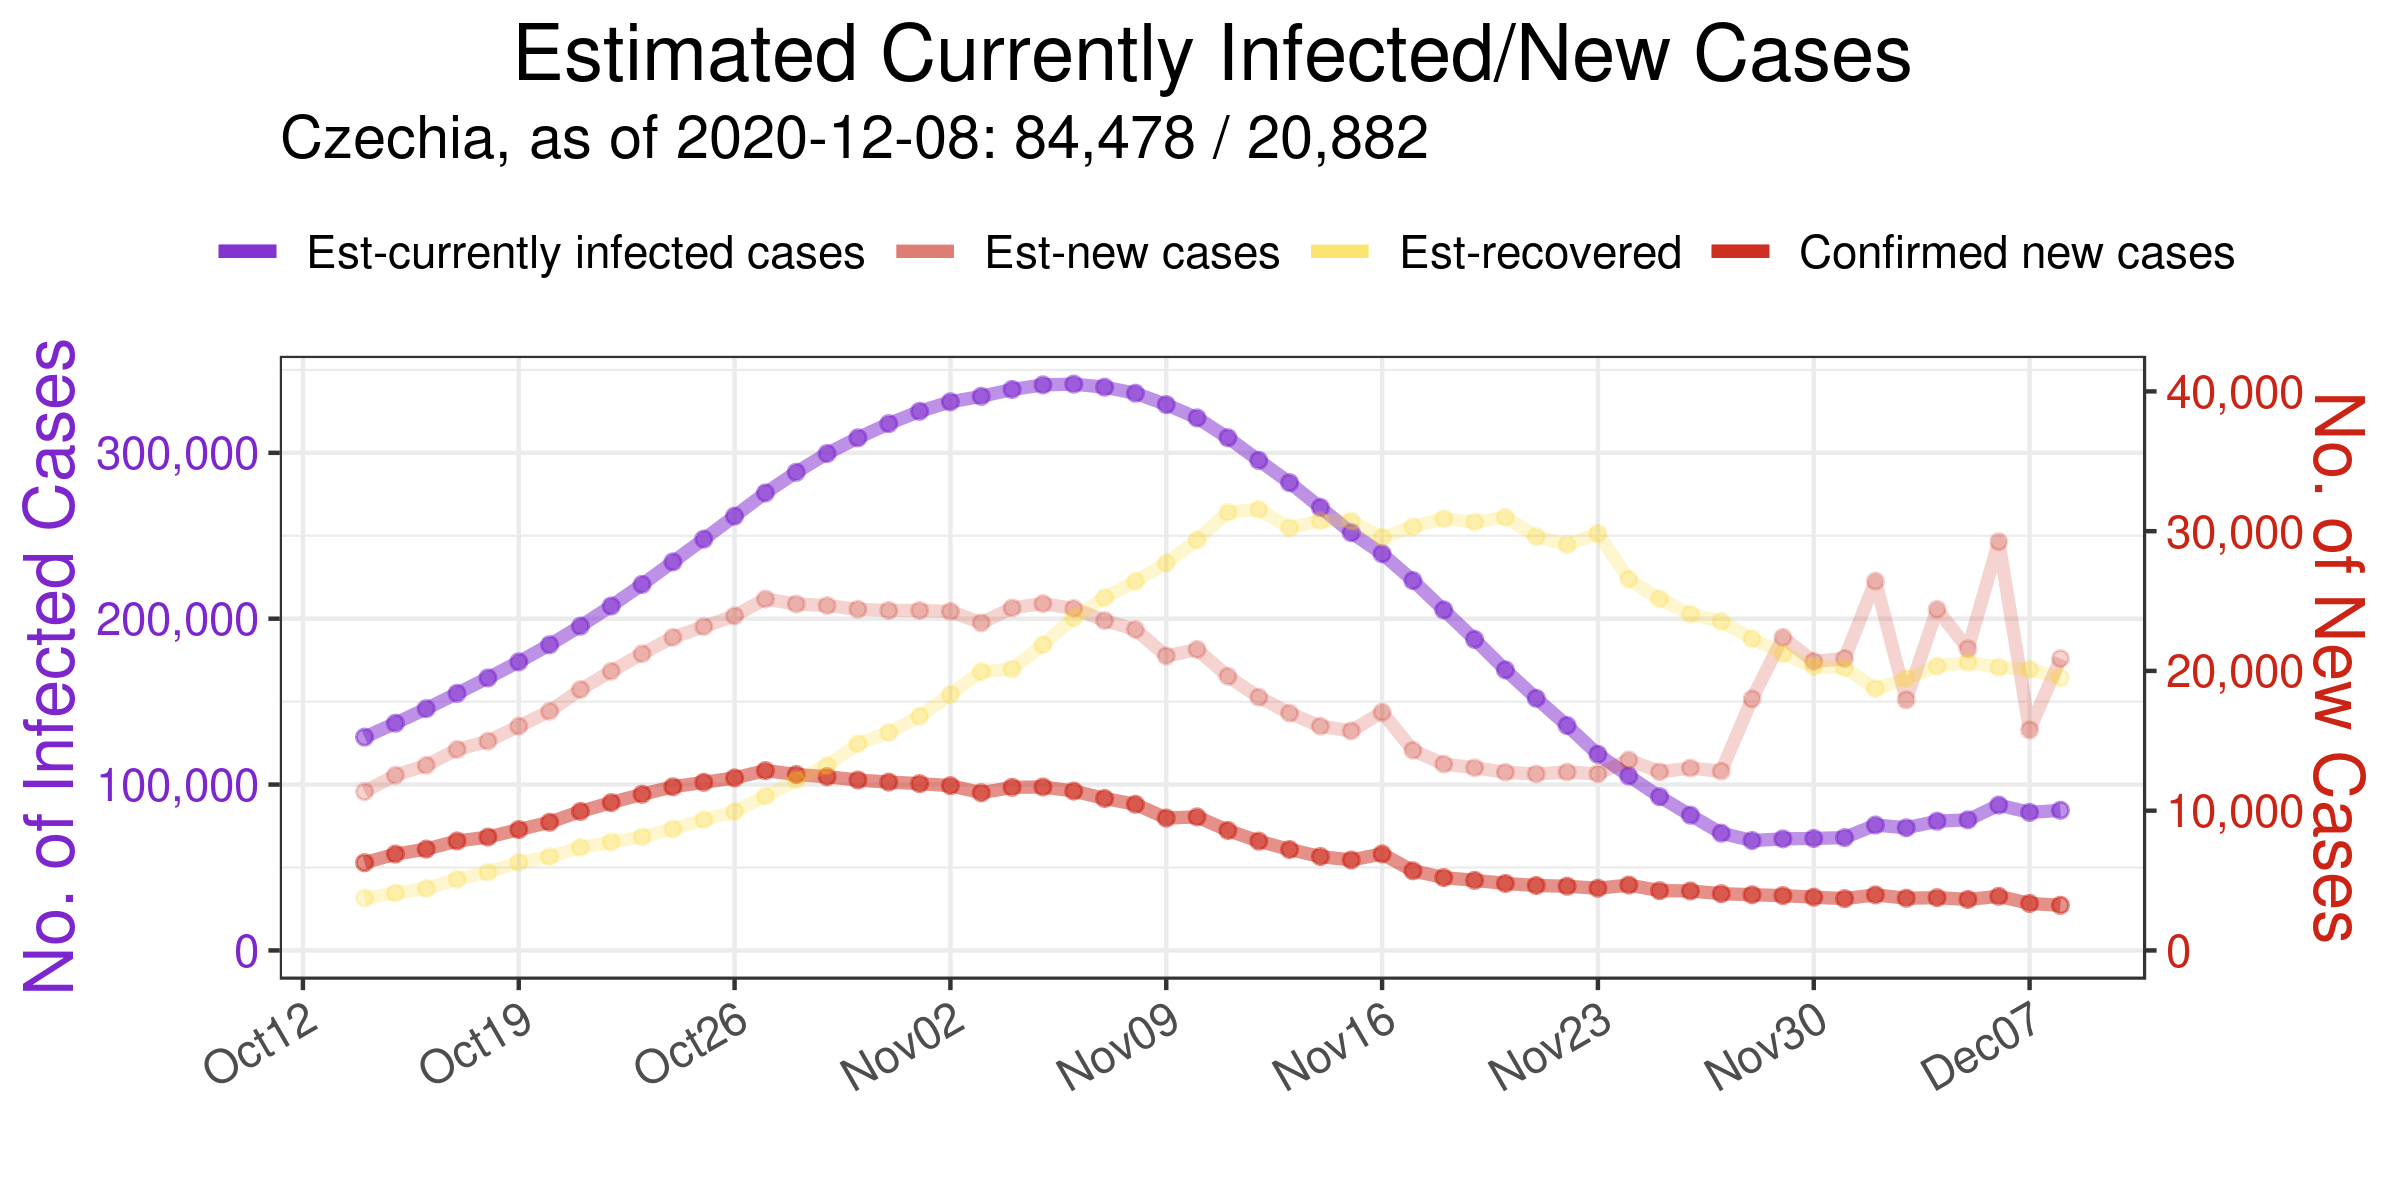 Estimated Currently Infected/New Cases
Czechia, as of 2020-12-08: 84,478 / 20,882
Est-currently infected cases
Est-new cases
Est-recovered
Confirmed new cases
No. of Infected Cases
300,000
200,000
100,000
0
40,000
30,000
20,000
10,000
0
No. of New Cases
Oct12
Oct19
Oct26
Nov02
Nov09
Nov16
Nov23
Nov30
Dec07